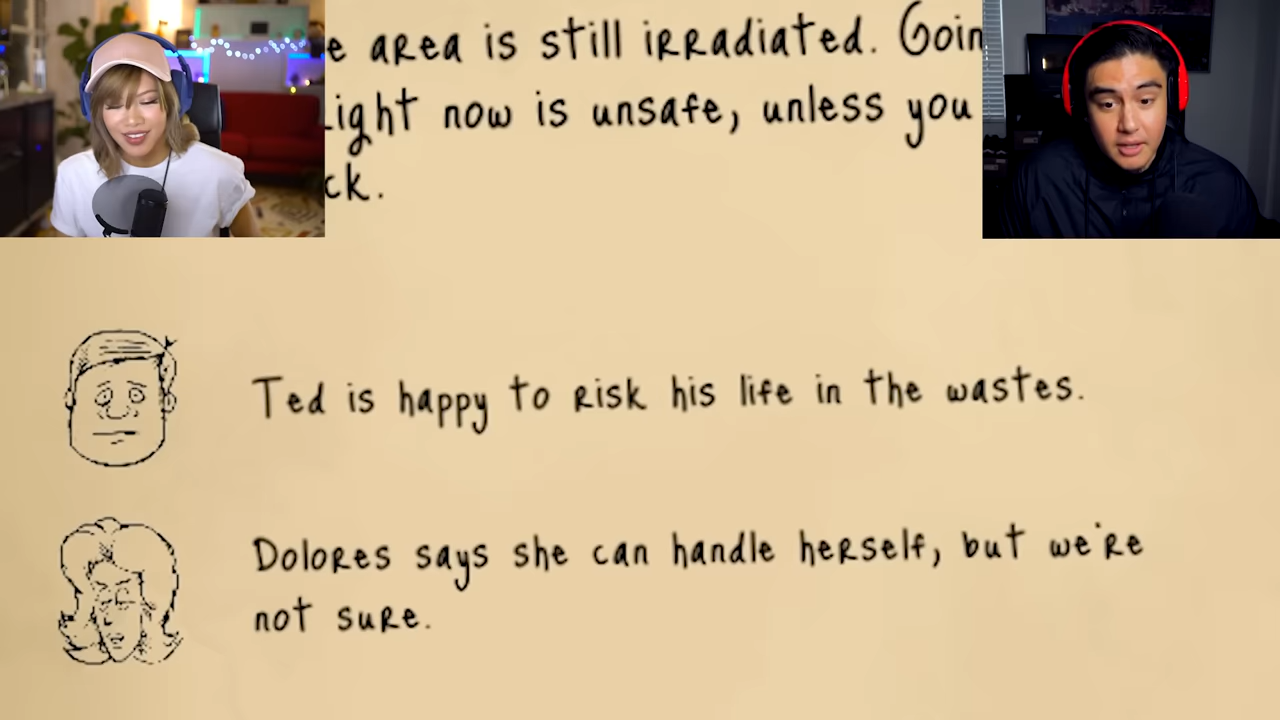 area is still irradiated. Goin
right now is unsafe, unless you
ck.
Ted is happy to risk his life in the wastes.
Dolores says she can handle herself, but we're
not sure.